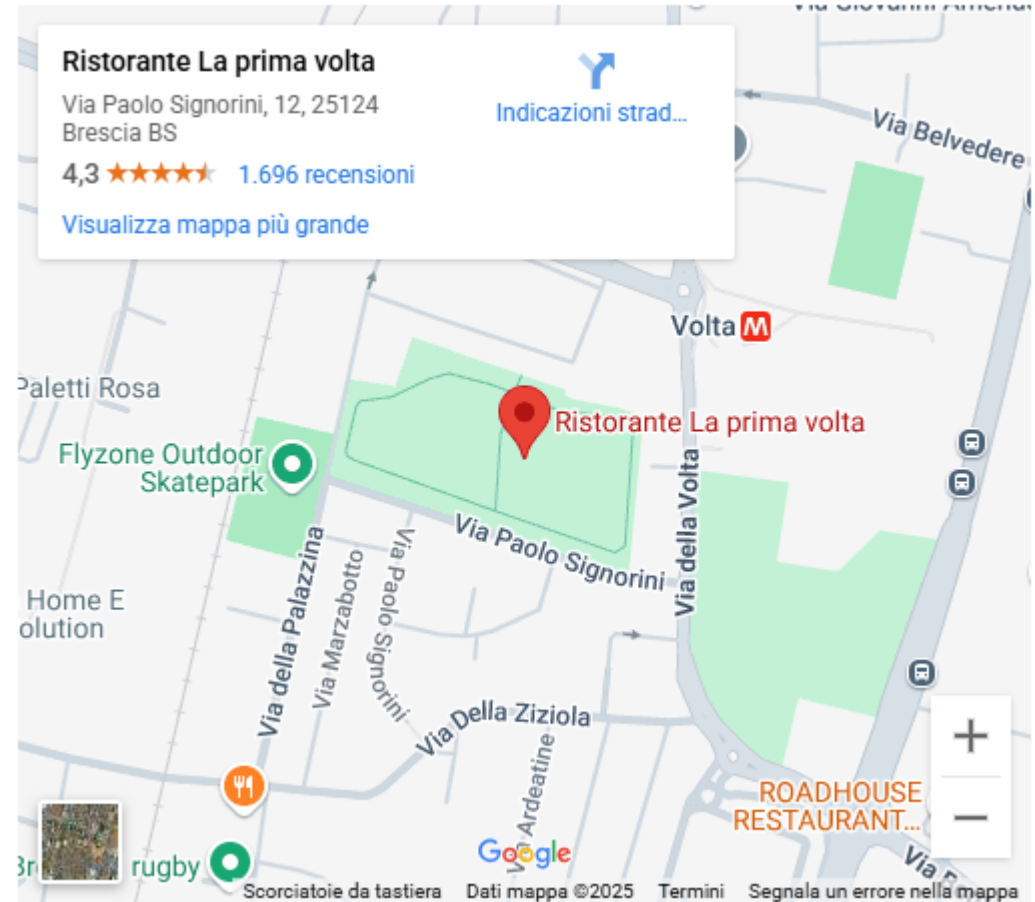 Ristorante La prima volta
Via Paolo Signorini, 12, 25124
Brescia BS
4,3
1.696 recensioni
Visualizza mappa più grande
Indicazioni strad...
Via Belvedere
Volta M
Paletti Rosa
Ristorante La prima volta
Flyzone Outdoor
Skatepark
Via della Volta
Via Paolo Signorini
Via della Palazzina
Via Marzabotto
Via Paolo Signorini
Home E
olution
Via Della Ziziola
Ardeatine
ROADHOUSE
RESTAURANT...
+
−
Google
rugby
Via
Scorciatoie da tastiera Dati mappa ©2025 Termini Segnala un errore nella mappa